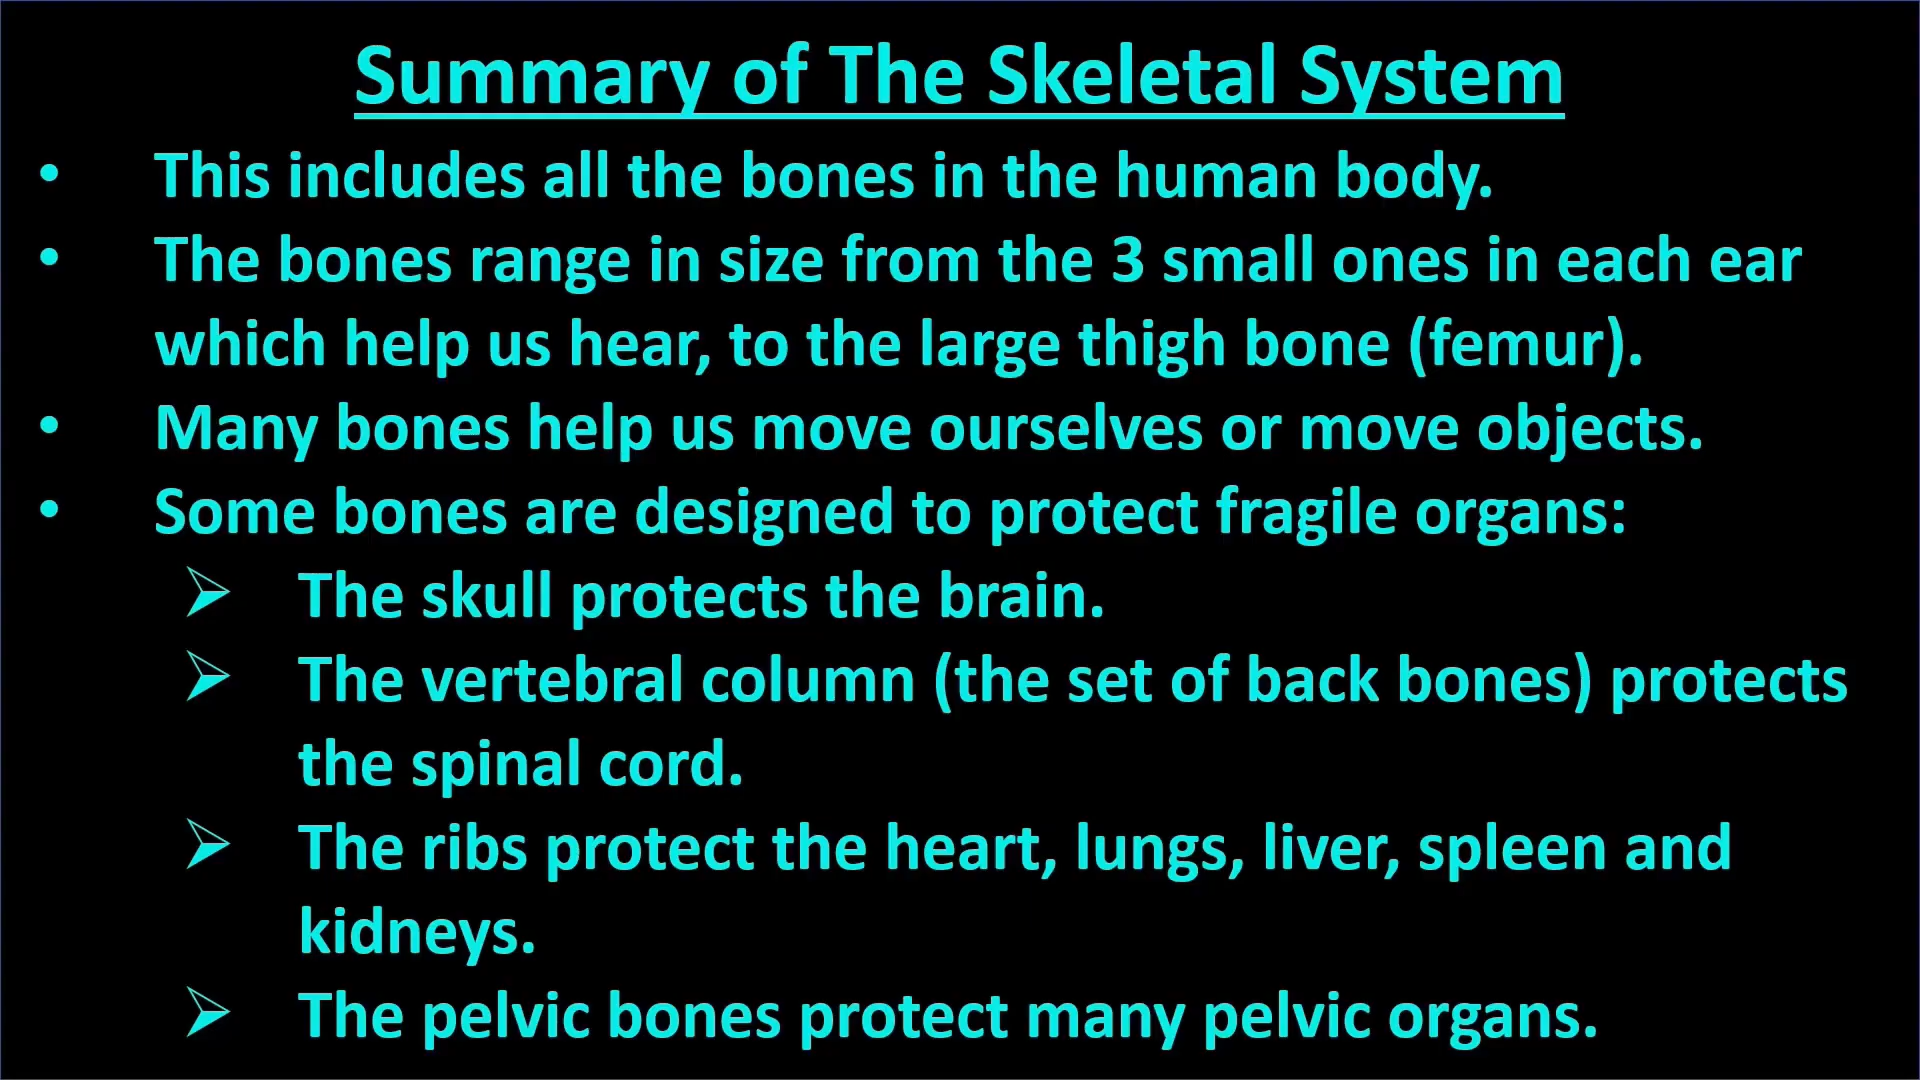 Summary of The Skeletal System
• This includes all the bones in the human body.
• The bones range in size from the 3 small ones in each ear
which help us hear, to the large thigh bone (femur).
• Many bones help us move ourselves or move objects.
• Some bones are designed to protect fragile organs:
➢ The skull protects the brain.
➢ The vertebral column (the set of back bones) protects
the spinal cord.
➢ The ribs protect the heart, lungs, liver, spleen and
kidneys.
➢ The pelvic bones protect many pelvic organs.